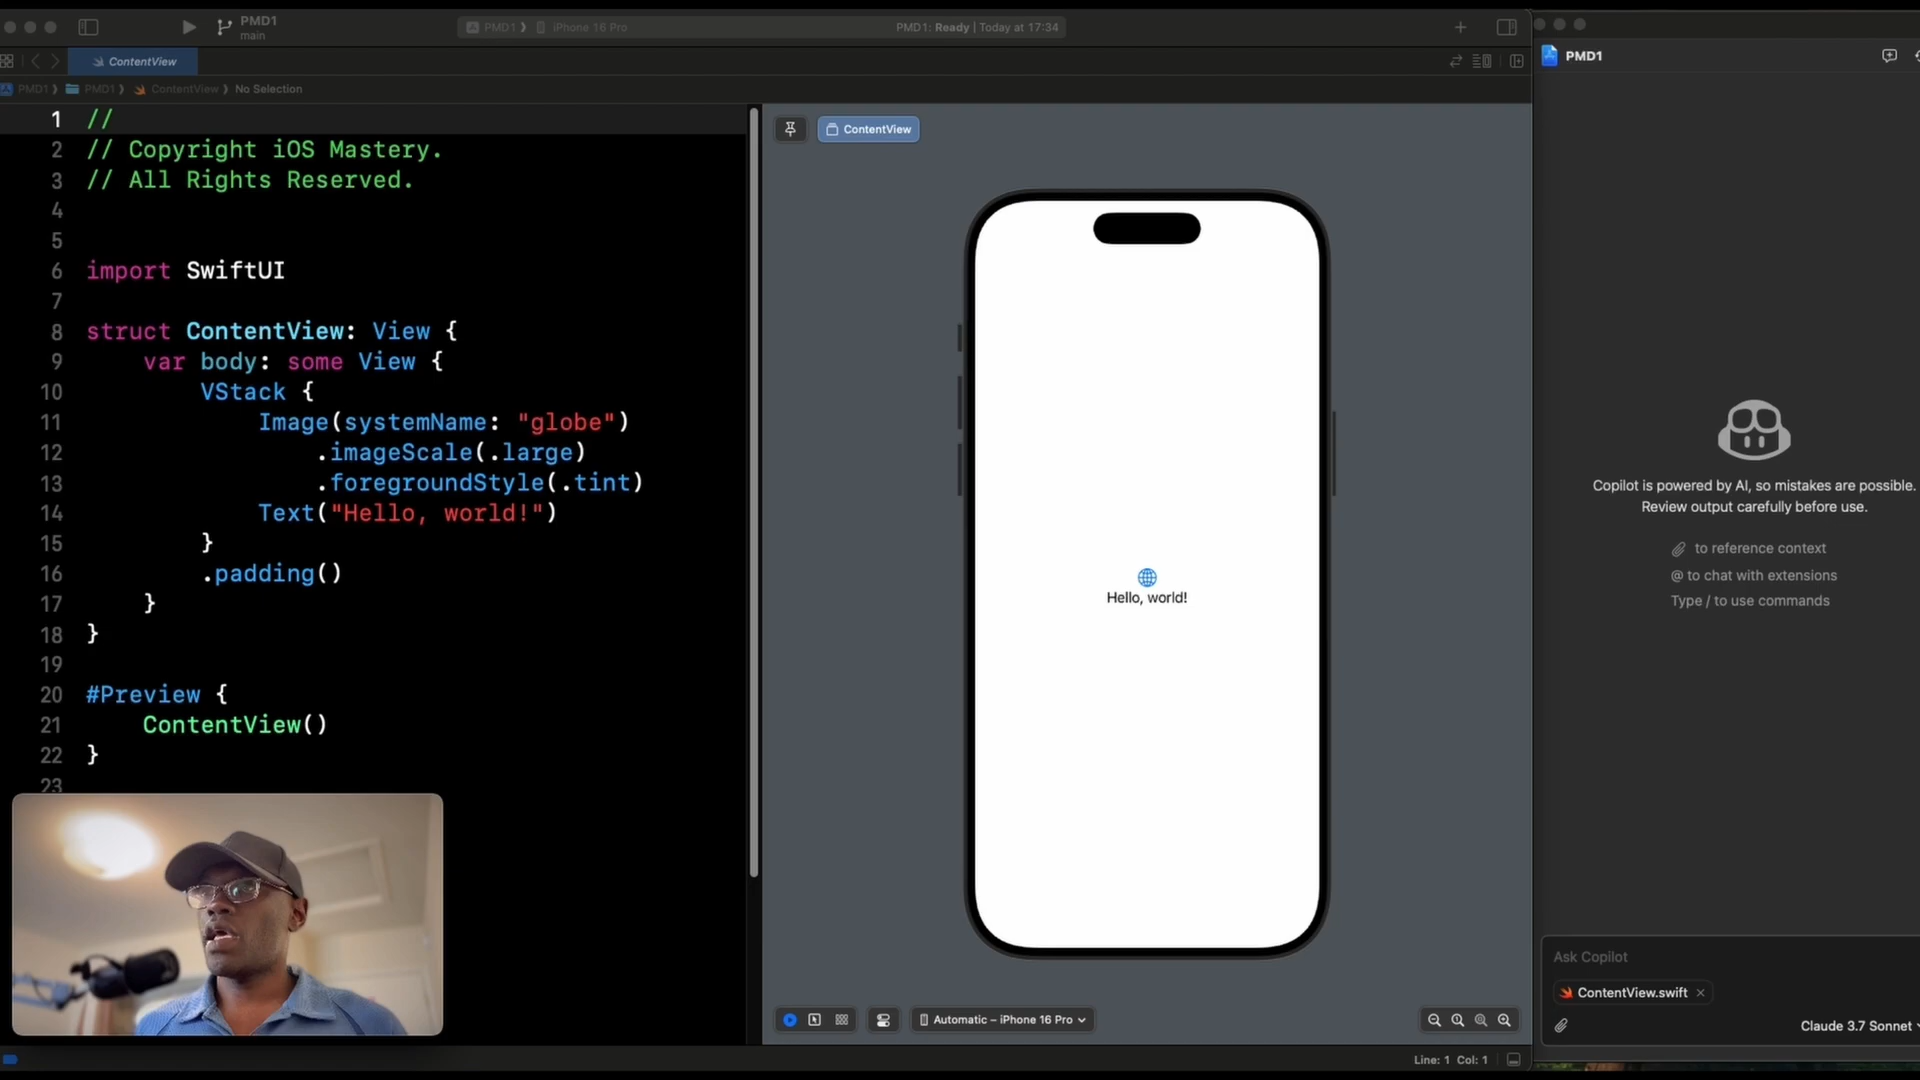 PMD1
main
PMD1 iPhone 16 Pro
PMD1: Ready | Today at 17:34
ContentView
PMD1 PMD1 ContentView No Selection
1 //
2 // Copyright iOS Mastery.
3 // All Rights Reserved.
4
5
6 import SwiftUI
7
8 struct ContentView: View {
9 var body: some View {
10 VStack {
11 Image(systemName: "globe")
12 .imageScale(.large)
13 .foregroundStyle(.tint)
14 Text("Hello, world!")
15 }
16 .padding()
17 }
18 }
19
20 #Preview {
21 ContentView()
22 }
23
ContentView
Hello, world!
Automatic – iPhone 16 Pro
Line: 1 Col: 1
PMD1
Copilot is powered by AI, so mistakes are possible.
Review output carefully before use.
to reference context
@ to chat with extensions
Type / to use commands
Ask Copilot
ContentView.swift
Claude 3.7 Sonnet